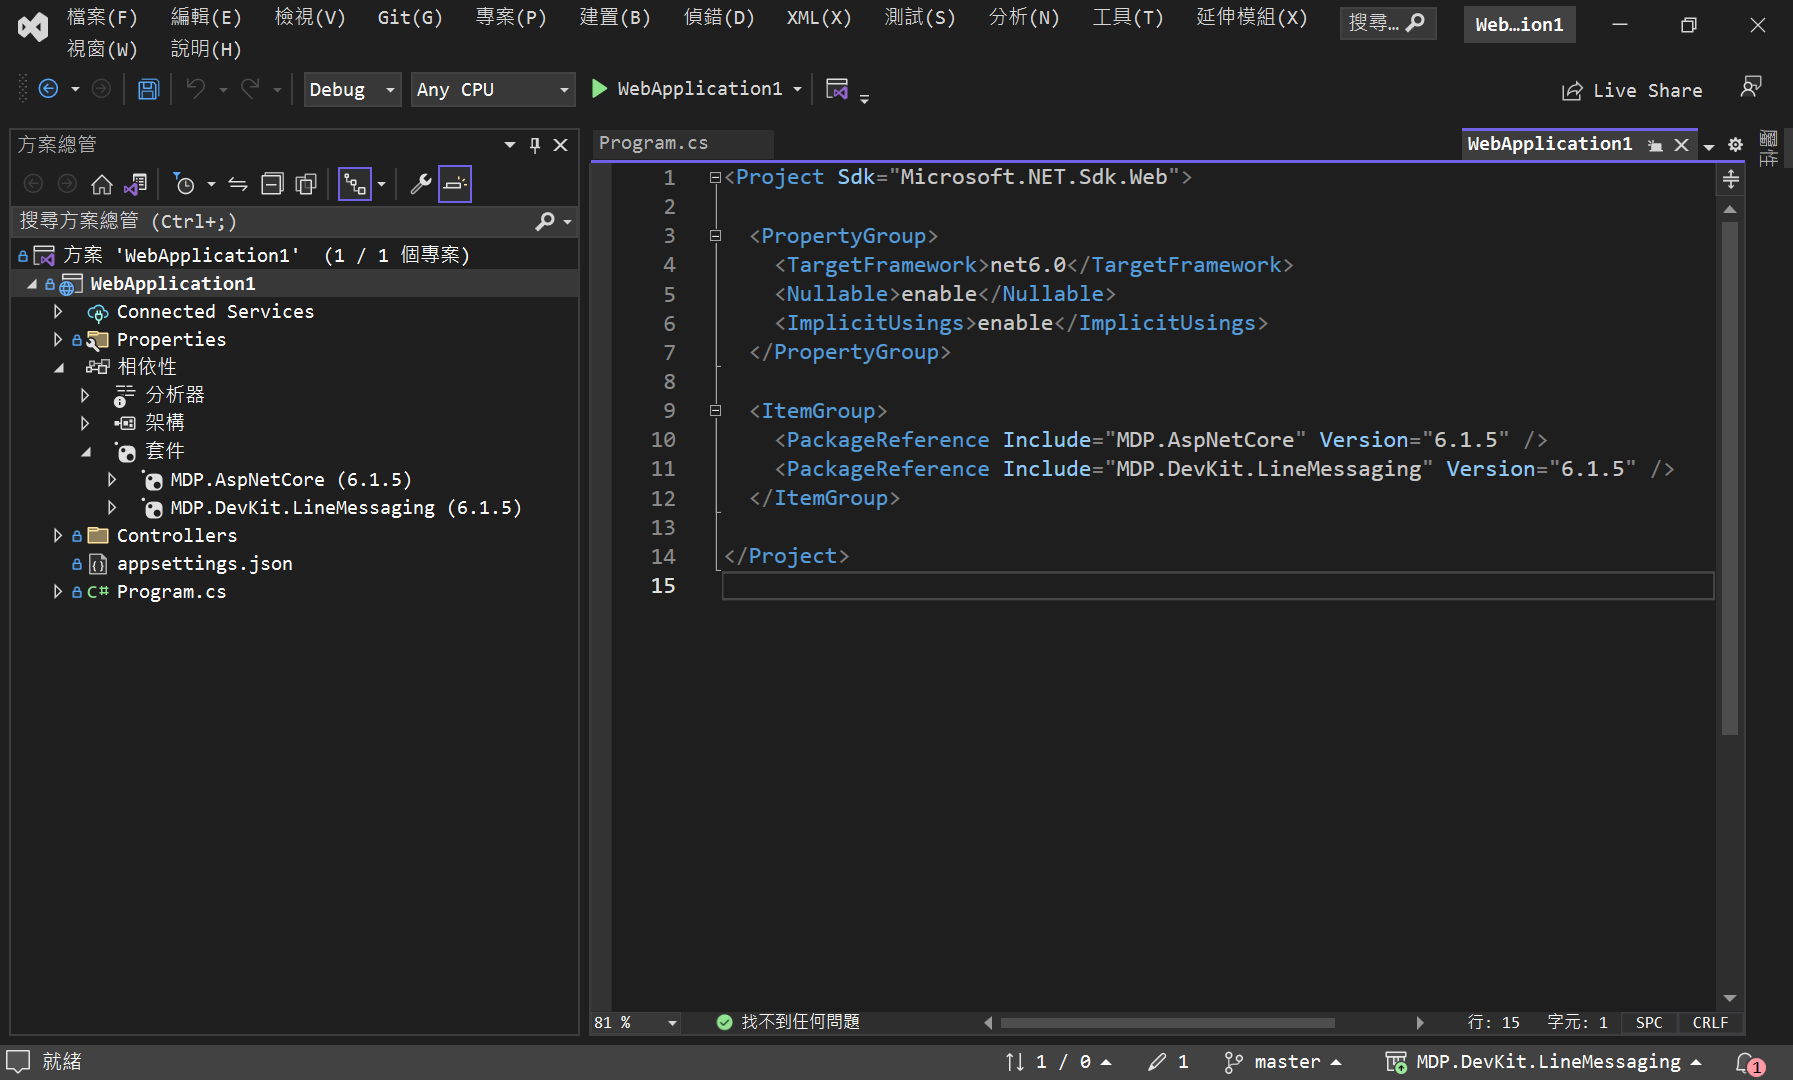 檔案(F) 編輯(E) 檢視(V) Git(G) 專案(P) 建置(B) 偵錯(D) XML(X) 測試(S) 分析(N) 工具(T) 延伸模組(X) 搜尋... Web...ion1
視窗(W) 說明(H)
Debug Any CPU WebApplication1 Live Share
方案總管
搜尋方案總管 (Ctrl+;)
方案 'WebApplication1' (1 / 1 個專案)
WebApplication1
Connected Services
Properties
相依性
分析器
架構
套件
MDP.AspNetCore (6.1.5)
MDP.DevKit.LineMessaging (6.1.5)
Controllers
appsettings.json
C# Program.cs
Program.cs WebApplication1
屬性
1 <Project Sdk="Microsoft.NET.Sdk.Web">
2
3 <PropertyGroup>
4 <TargetFramework>net6.0</TargetFramework>
5 <Nullable>enable</Nullable>
6 <ImplicitUsings>enable</ImplicitUsings>
7 </PropertyGroup>
8
9 <ItemGroup>
10 <PackageReference Include="MDP.AspNetCore" Version="6.1.5" />
11 <PackageReference Include="MDP.DevKit.LineMessaging" Version="6.1.5" />
12 </ItemGroup>
13
14 </Project>
15
81 % 找不到任何問題 行: 15 字元: 1 SPC CRLF
就緒 1 / 0 1 master MDP.DevKit.LineMessaging 1